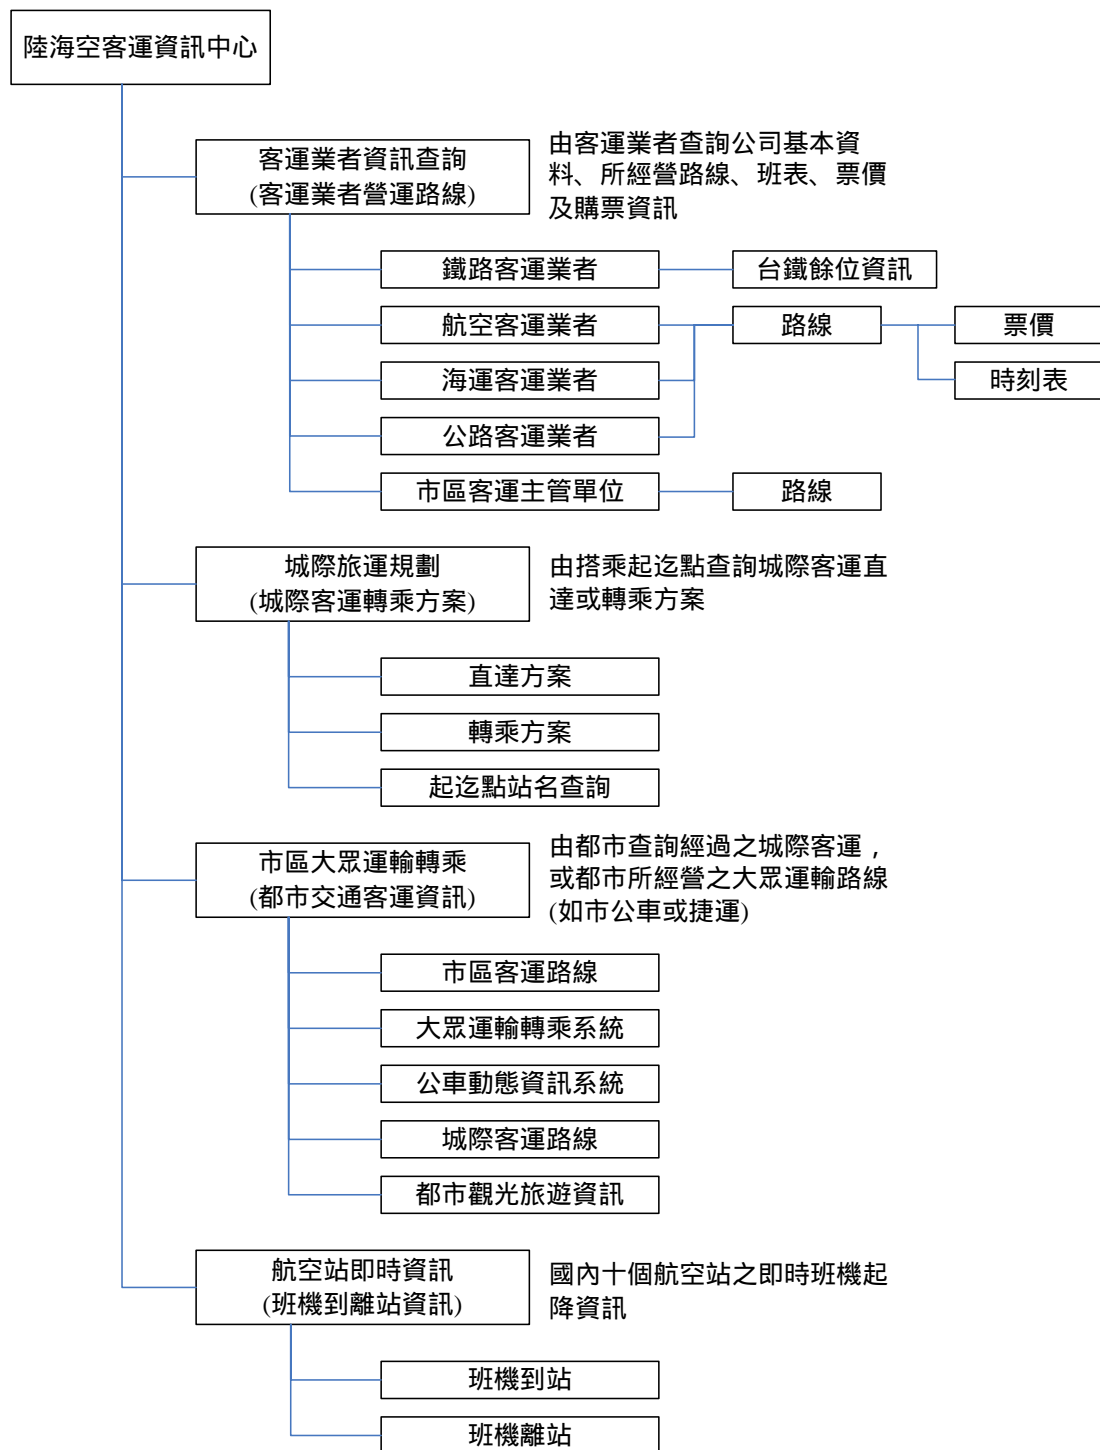 陸海空客運資訊中心
客運業者資訊查詢
(客運業者營運路線)
由客運業者查詢公司基本資
料、所經營路線、班表、票價
及購票資訊
鐵路客運業者
台鐵餘位資訊
航空客運業者
路線
票價
海運客運業者
時刻表
公路客運業者
市區客運主管單位
路線
城際旅運規劃
(城際客運轉乘方案)
由搭乘起迄點查詢城際客運直
達或轉乘方案
直達方案
轉乘方案
起迄點站名查詢
市區大眾運輸轉乘
(都市交通客運資訊)
由都市查詢經過之城際客運，
或都市所經營之大眾運輸路線
(如市公車或捷運)
市區客運路線
大眾運輸轉乘系統
公車動態資訊系統
城際客運路線
都市觀光旅遊資訊
航空站即時資訊
(班機到離站資訊)
國內十個航空站之即時班機起
降資訊
班機到站
班機離站